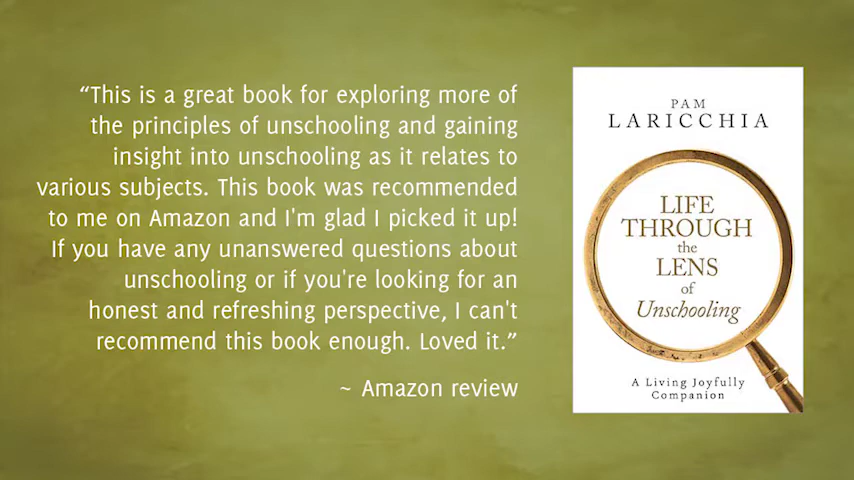 “This is a great book for exploring more of
the principles of unschooling and gaining
insight into unschooling as it relates to
various subjects. This book was recommended
to me on Amazon and I'm glad I picked it up!
If you have any unanswered questions about
unschooling or if you're looking for an
honest and refreshing perspective, I can't
recommend this book enough. Loved it.”
~ Amazon review
PAM
LARICCHIA
LIFE
THROUGH
the
LENS
of
Unschooling
A Living Joyfully
Companion